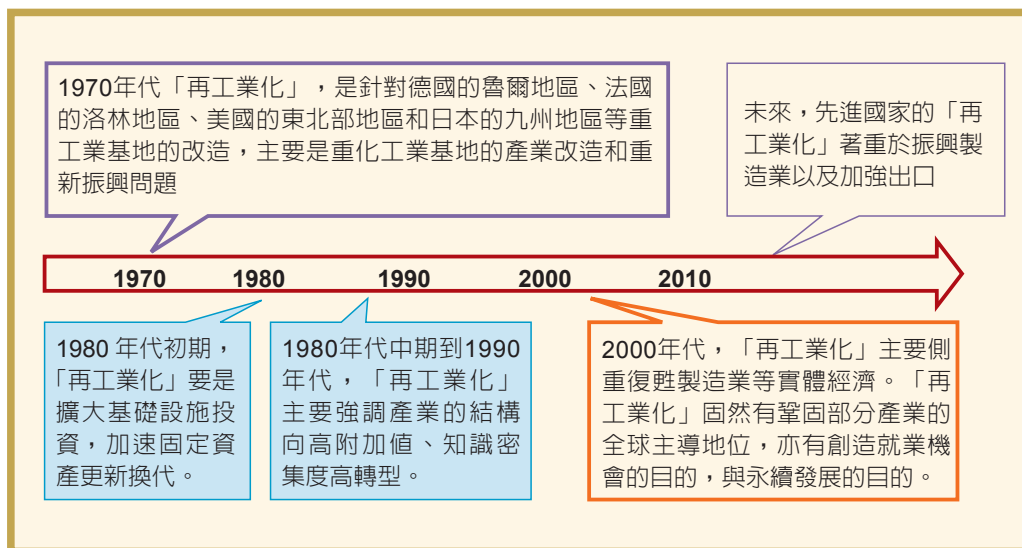 1970年代「再工業化」，是針對德國的魯爾地區、法國
的洛林地區、美國的東北部地區和日本的九州地區等重
工業基地的改造，主要是重化工業基地的產業改造和重
新振興問題
未來，先進國家的「再
工業化」著重於振興製
造業以及加強出口
1970 1980 1990 2000 2010
1980 年代初期，
「再工業化」要是
擴大基礎設施投
資，加速固定資
產更新換代。
1980年代中期到1990
年代，「再工業化」
主要強調產業的結構
向高附加值、知識密
集度高轉型。
2000年代，「再工業化」主要側
重復甦製造業等實體經濟。「再
工業化」固然有鞏固部分產業的
全球主導地位，亦有創造就業機
會的目的，與永續發展的目的。